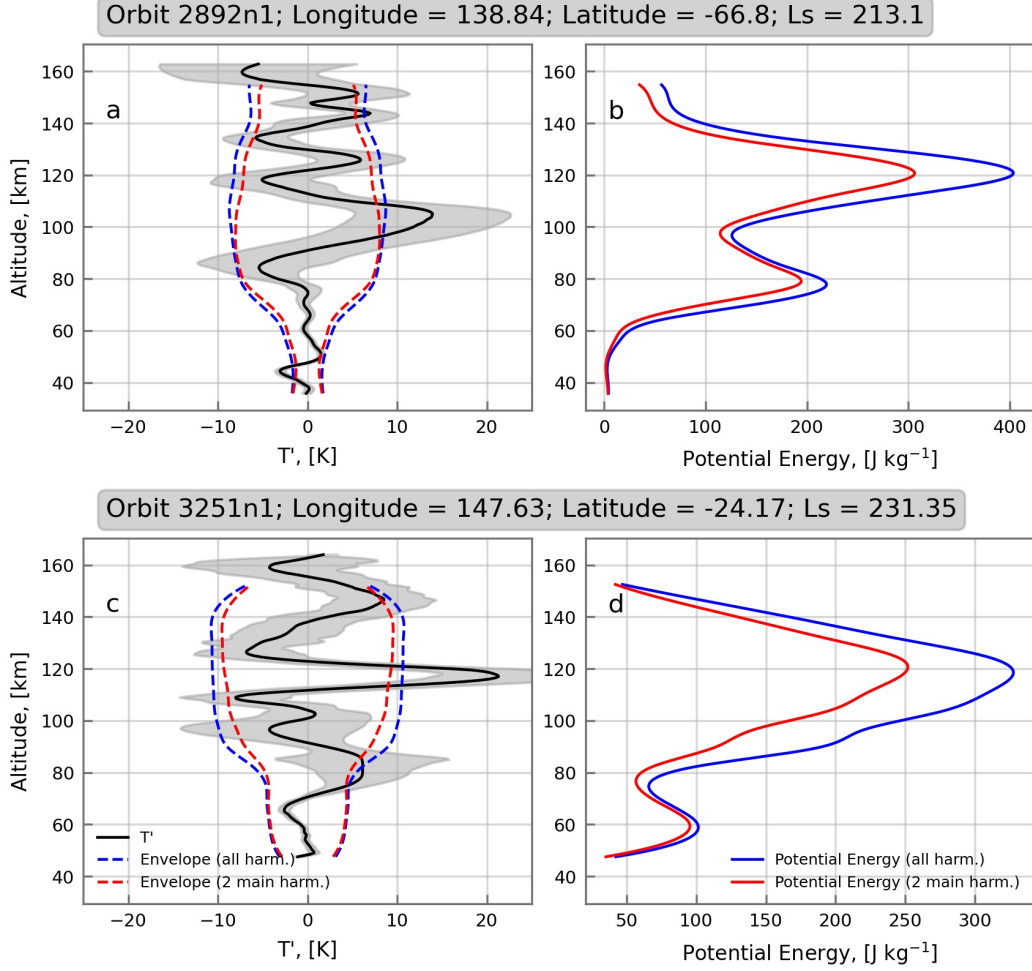 Orbit 2892n1; Longitude = 138.84; Latitude = -66.8; Ls = 213.1
160
140
120
100
80
60
40
Altitude, [km]
a
−20 −10 0 10 20
T', [K]
b
0 100 200 300 400
Potential Energy, [J kg⁻¹]
Orbit 3251n1; Longitude = 147.63; Latitude = -24.17; Ls = 231.35
160
140
120
100
80
60
40
Altitude, [km]
c
T'
Envelope (all harm.)
Envelope (2 main harm.)
−20 −10 0 10 20
T', [K]
d
Potential Energy (all harm.)
Potential Energy (2 main harm.)
50 100 150 200 250 300
Potential Energy, [J kg⁻¹]